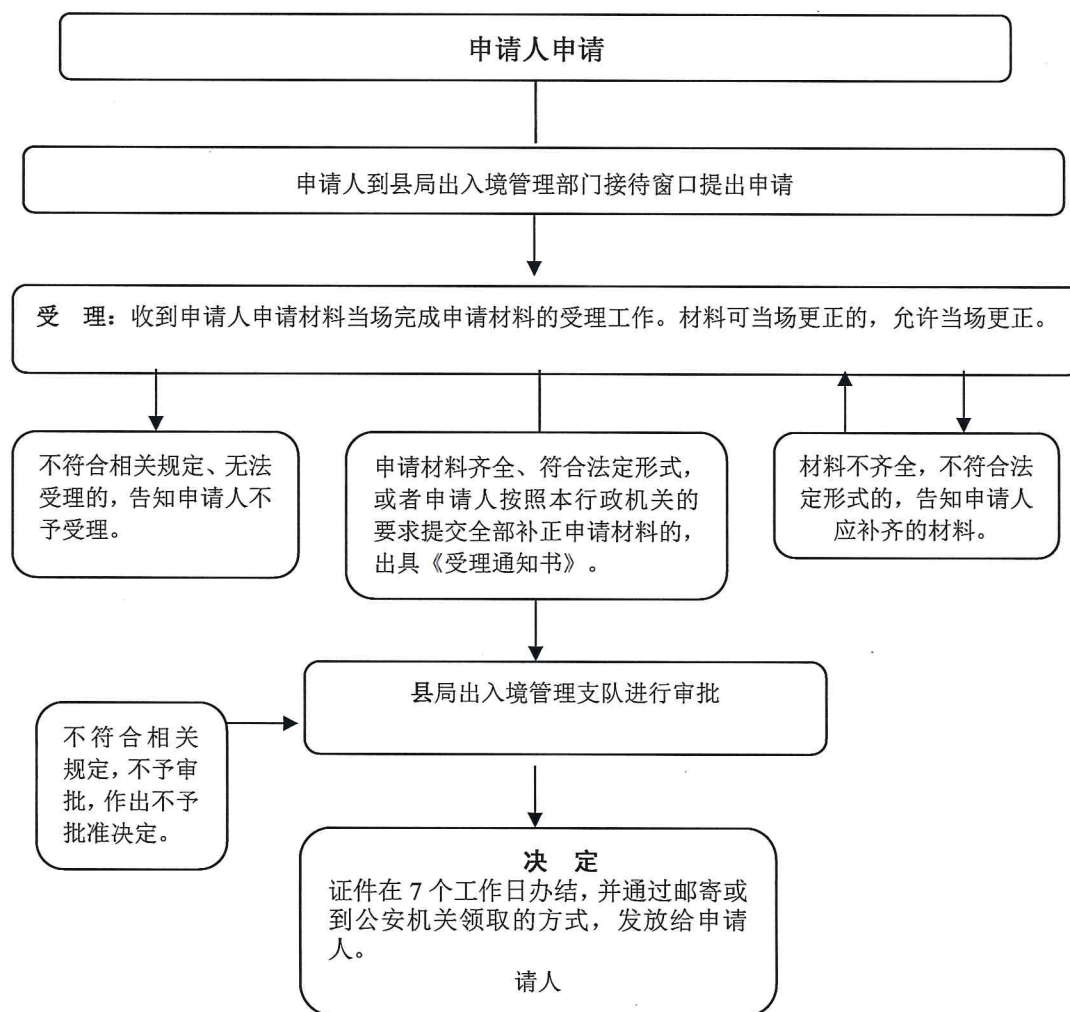 申请人申请
申请人到县局出入境管理部门接待窗口提出申请
受　理：收到申请人申请材料当场完成申请材料的受理工作。材料可当场更正的，允许当场更正。
不符合相关规定、无法
受理的，告知申请人不
予受理。
申请材料齐全、符合法定形式，
或者申请人按照本行政机关的
要求提交全部补正申请材料的，
出具《受理通知书》。
材料不齐全，不符合法
定形式的，告知申请人
应补齐的材料。
县局出入境管理支队进行审批
不符合相关
规定，不予审
批，作出不予
批准决定。
决　定
证件在 7 个工作日办结，并通过邮寄或
到公安机关领取的方式，发放给申请
人。
请人